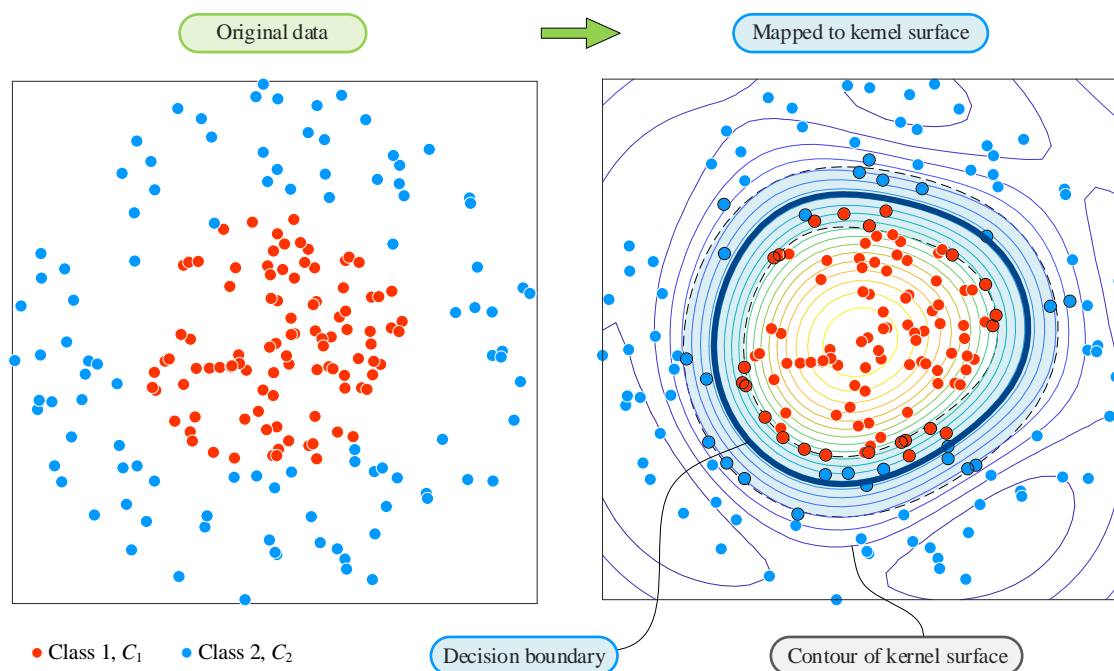 Original data
Mapped to kernel surface
Class 1, C1
Class 2, C2
Decision boundary
Contour of kernel surface